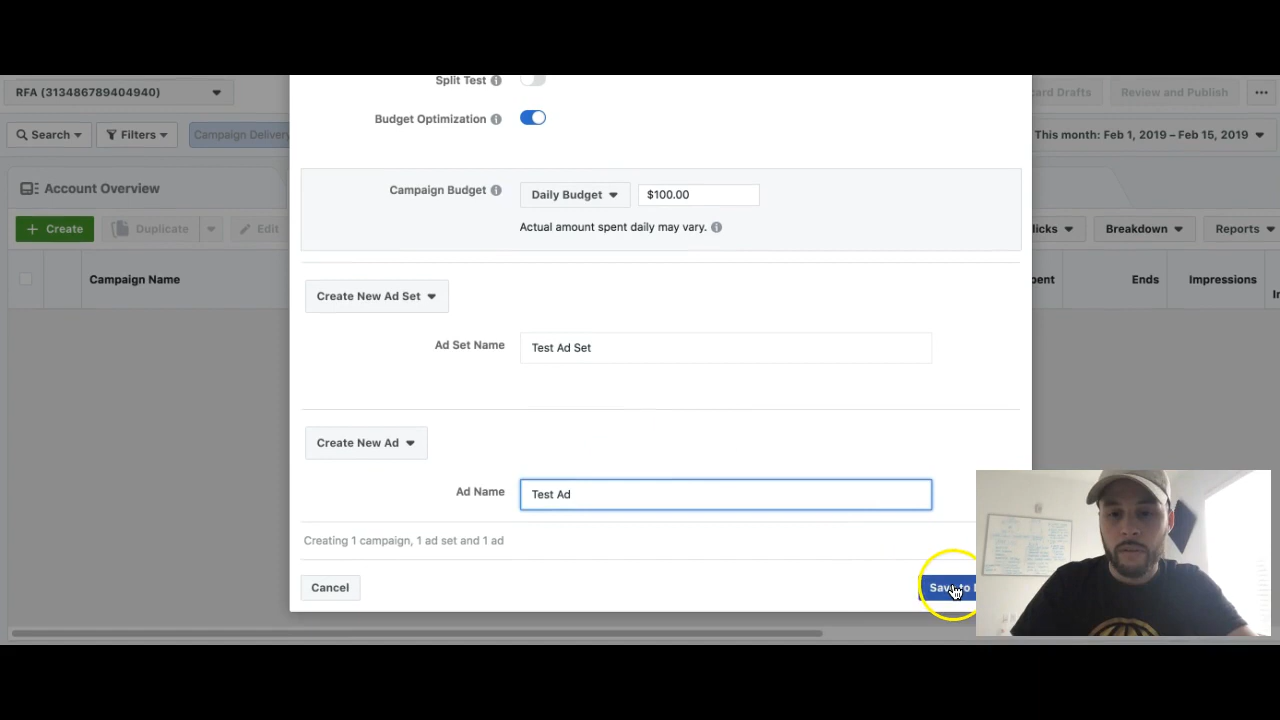 Split Test
RFA (313486789404940)
ard Drafts
Review and Publish
Budget Optimization
Search
Filters
Campaign Delivery
This month: Feb 1, 2019 – Feb 15, 2019
Account Overview
Campaign Budget
Daily Budget
$100.00
Actual amount spent daily may vary.
+ Create
Duplicate
Edit
licks
Breakdown
Reports
Campaign Name
ent
Ends
Impressions
Create New Ad Set
Ad Set Name
Test Ad Set
Create New Ad
Ad Name
Test Ad
Creating 1 campaign, 1 ad set and 1 ad
Cancel
Save to